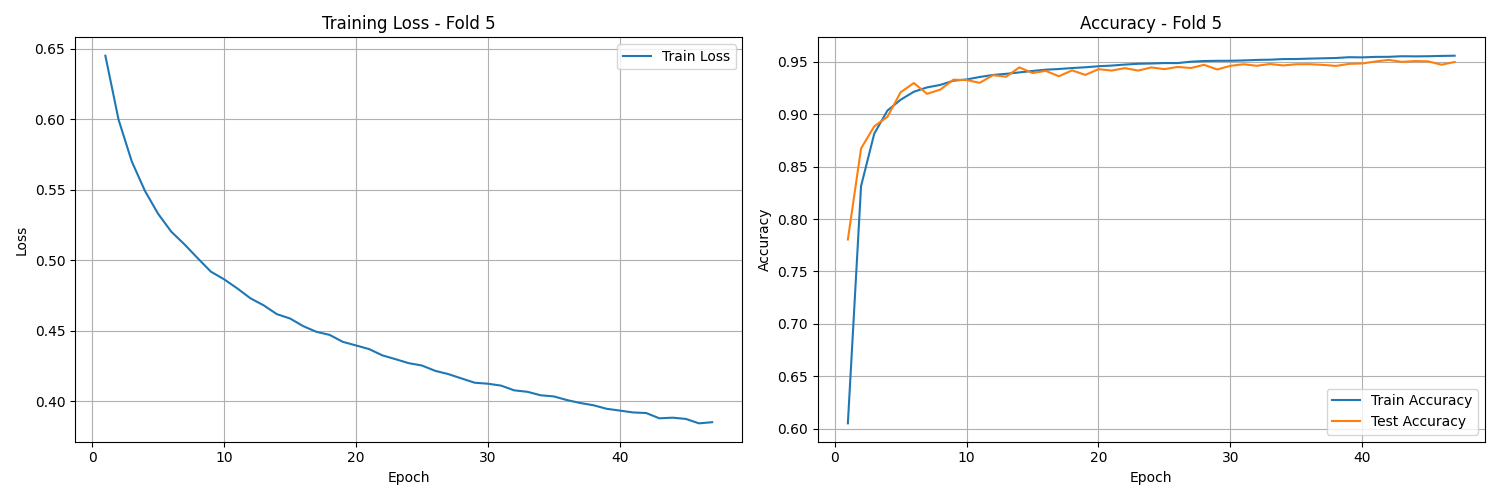 Training Loss - Fold 5
Train Loss
0.65
0.60
0.55
0.50
0.45
0.40
Loss
0
10
20
30
40
Epoch
Accuracy - Fold 5
0.95
0.90
0.85
0.80
0.75
0.70
0.65
0.60
Accuracy
Train Accuracy
Test Accuracy
0
10
20
30
40
Epoch